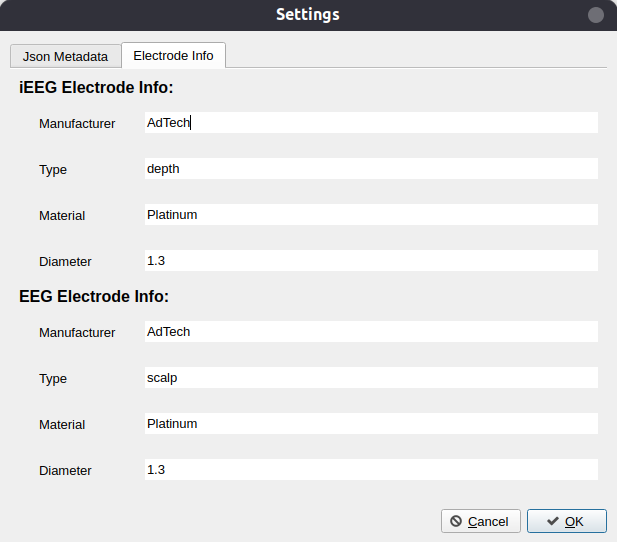 Settings
Json Metadata Electrode Info
iEEG Electrode Info:
Manufacturer AdTech
Type depth
Material Platinum
Diameter 1.3
EEG Electrode Info:
Manufacturer AdTech
Type scalp
Material Platinum
Diameter 1.3
Cancel OK